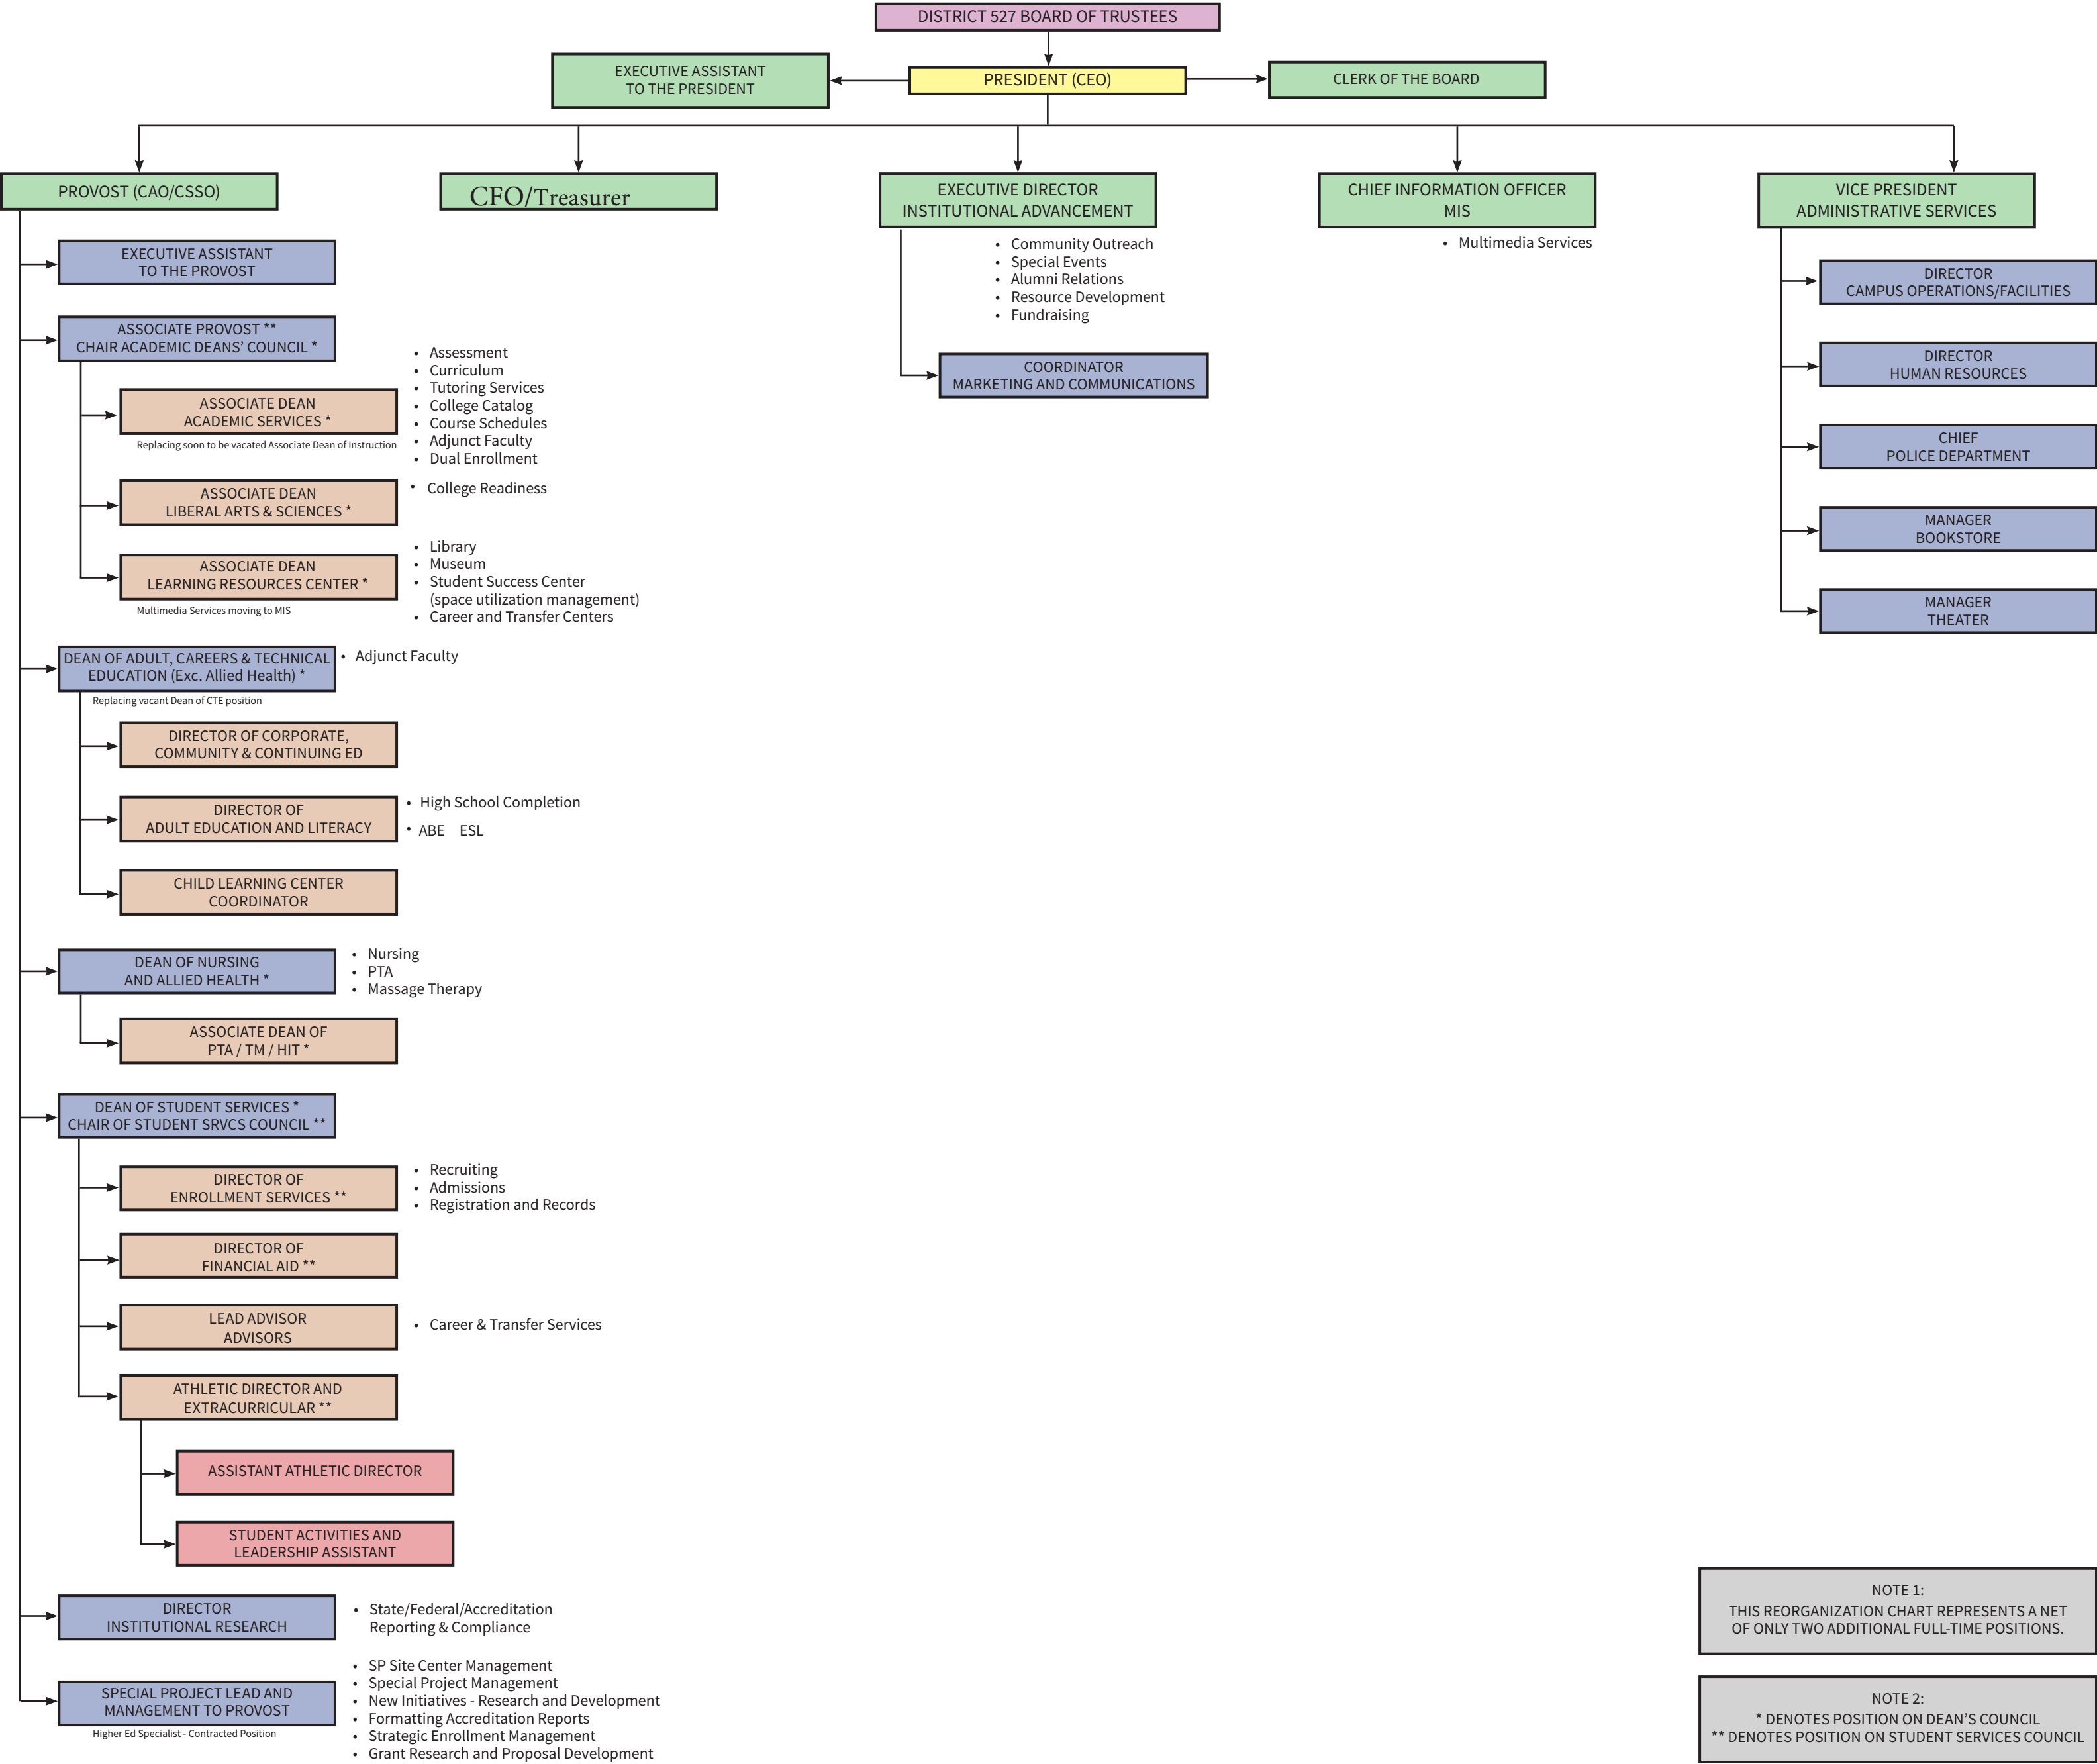 DISTRICT 527 BOARD OF TRUSTEES
EXECUTIVE ASSISTANT
TO THE PRESIDENT
PRESIDENT (CEO)
CLERK OF THE BOARD
PROVOST (CAO/CSSO)
CFO/Treasurer
EXECUTIVE DIRECTOR
INSTITUTIONAL ADVANCEMENT
CHIEF INFORMATION OFFICER
MIS
VICE PRESIDENT
ADMINISTRATIVE SERVICES
EXECUTIVE ASSISTANT
TO THE PROVOST
ASSOCIATE PROVOST **
CHAIR ACADEMIC DEANS’ COUNCIL *
ASSOCIATE DEAN
ACADEMIC SERVICES *
Replacing soon to be vacated Associate Dean of Instruction
• Assessment
• Curriculum
• Tutoring Services
• College Catalog
• Course Schedules
• Adjunct Faculty
• Dual Enrollment
ASSOCIATE DEAN
LIBERAL ARTS & SCIENCES *
• College Readiness
ASSOCIATE DEAN
LEARNING RESOURCES CENTER *
Multimedia Services moving to MIS
• Library
• Museum
• Student Success Center
(space utilization management)
• Career and Transfer Centers
DEAN OF ADULT, CAREERS & TECHNICAL
EDUCATION (Exc. Allied Health) *
Replacing vacant Dean of CTE position
• Adjunct Faculty
DIRECTOR OF CORPORATE,
COMMUNITY & CONTINUING ED
DIRECTOR OF
ADULT EDUCATION AND LITERACY
• High School Completion
• ABE ESL
CHILD LEARNING CENTER
COORDINATOR
DEAN OF NURSING
AND ALLIED HEALTH *
• Nursing
• PTA
• Massage Therapy
ASSOCIATE DEAN OF
PTA / TM / HIT *
DEAN OF STUDENT SERVICES *
CHAIR OF STUDENT SRVCS COUNCIL **
DIRECTOR OF
ENROLLMENT SERVICES **
• Recruiting
• Admissions
• Registration and Records
DIRECTOR OF
FINANCIAL AID **
LEAD ADVISOR
ADVISORS
• Career & Transfer Services
ATHLETIC DIRECTOR AND
EXTRACURRICULAR **
ASSISTANT ATHLETIC DIRECTOR
STUDENT ACTIVITIES AND
LEADERSHIP ASSISTANT
DIRECTOR
INSTITUTIONAL RESEARCH
• State/Federal/Accreditation
Reporting & Compliance
SPECIAL PROJECT LEAD AND
MANAGEMENT TO PROVOST
Higher Ed Specialist - Contracted Position
• SP Site Center Management
• Special Project Management
• New Initiatives - Research and Development
• Formatting Accreditation Reports
• Strategic Enrollment Management
• Grant Research and Proposal Development
• Community Outreach
• Special Events
• Alumni Relations
• Resource Development
• Fundraising
COORDINATOR
MARKETING AND COMMUNICATIONS
• Multimedia Services
DIRECTOR
CAMPUS OPERATIONS/FACILITIES
DIRECTOR
HUMAN RESOURCES
CHIEF
POLICE DEPARTMENT
MANAGER
BOOKSTORE
MANAGER
THEATER
NOTE 1:
THIS REORGANIZATION CHART REPRESENTS A NET
OF ONLY TWO ADDITIONAL FULL-TIME POSITIONS.
NOTE 2:
* DENOTES POSITION ON DEAN’S COUNCIL
** DENOTES POSITION ON STUDENT SERVICES COUNCIL